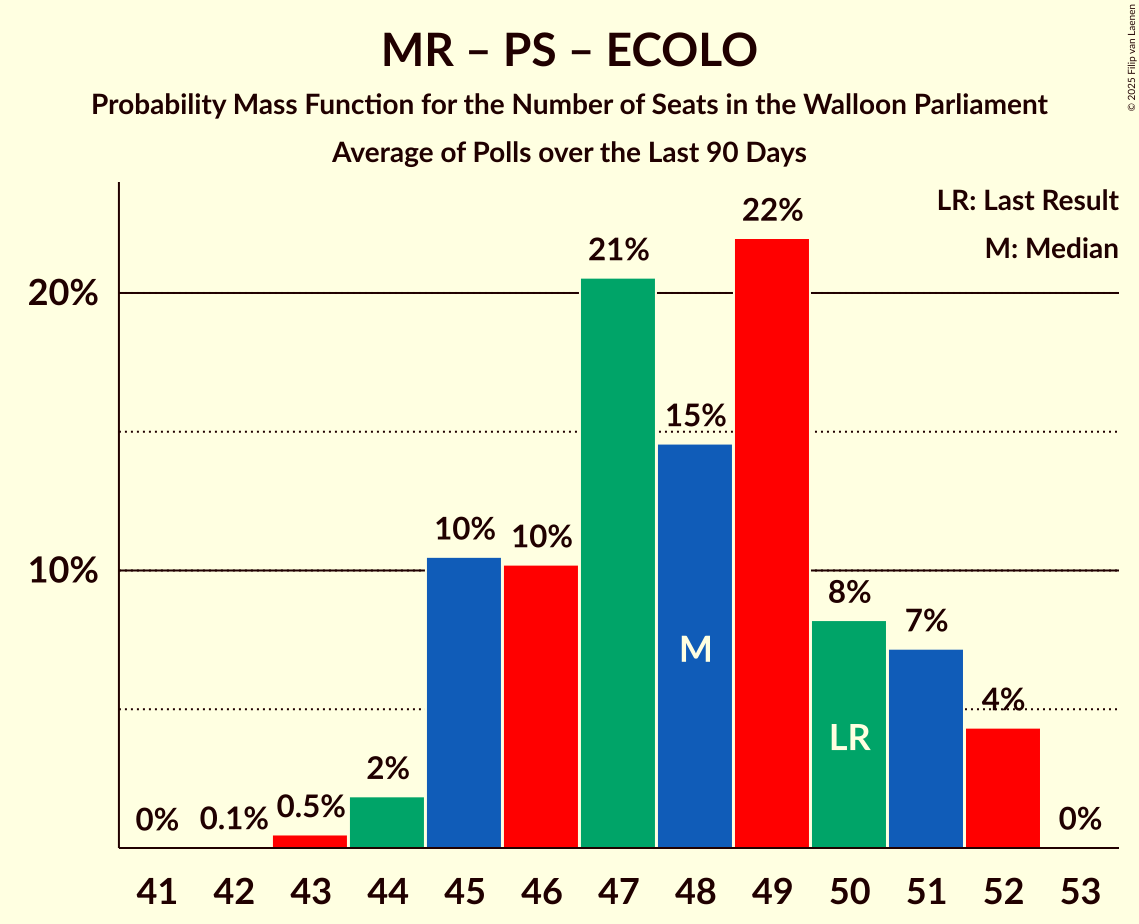 MR – PS – ECOLO
Probability Mass Function for the Number of Seats in the Walloon Parliament
Average of Polls over the Last 90 Days
© 2025 Filip van Laenen
LR: Last Result
M: Median
20%
10%
0%
0.1%
0.5%
2%
10%
10%
21%
15%
22%
8%
7%
4%
0%
M
LR
41 42 43 44 45 46 47 48 49 50 51 52 53